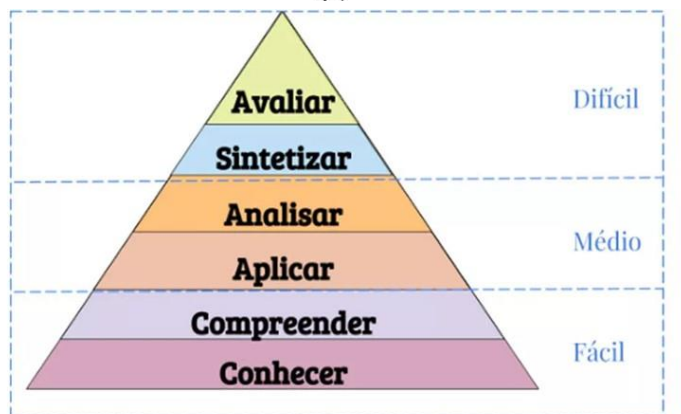 Avaliar
Difícil
Sintetizar
Analisar
Médio
Aplicar
Compreender
Fácil
Conhecer